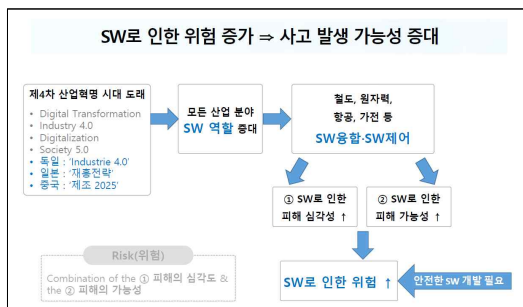 SW로 인한 위험 증가 ⇒ 사고 발생 가능성 증대
제4차 산업혁명 시대 도래
• Digital Transformation
• Industry 4.0
• Digitalization
• Society 5.0
• 독일 : ‘Industrie 4.0’
• 일본 : ‘재흥전략’
• 중국 : ‘제조 2025’
모든 산업 분야
SW 역할 증대
철도, 원자력,
항공, 가전 등
SW융합·SW제어
① SW로 인한
피해 심각성 ↑
② SW로 인한
피해 가능성 ↑
Risk(위험)
Combination of the ① 피해의 심각도 &
the ② 피해의 가능성
SW로 인한 위험 ↑
안전한 SW 개발 필요